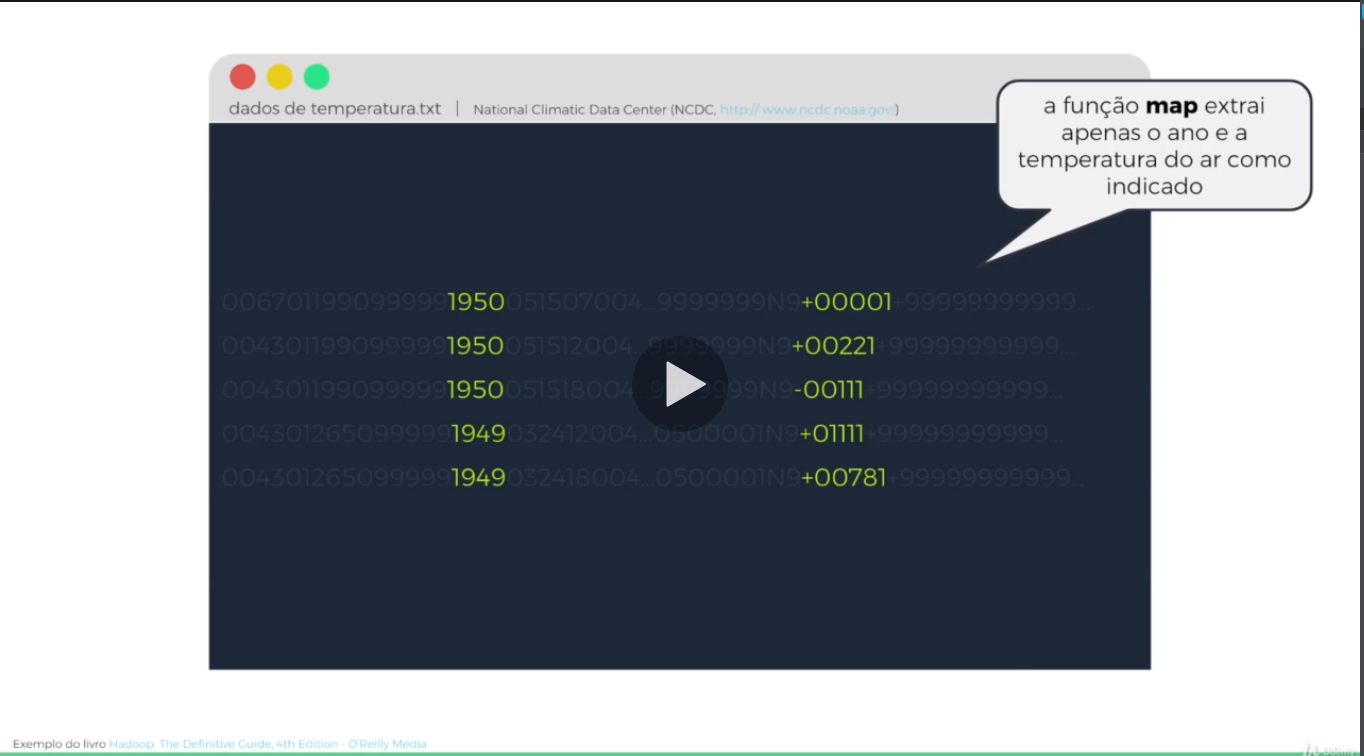 dados de temperatura.txt | National Climatic Data Center (NCDC, http:// www.ncdc.noaa.gov/)
a função map extrai
apenas o ano e a
temperatura do ar como
indicado
0067011990999991950051507004...9999999N9+00001+99999999999...
0043011990999991950051512004...9999999N9+00221+99999999999...
0043011990999991950051518004...9999999N9-00111+99999999999...
0043012650999991949032412004...0500001N9+01111+99999999999...
0043012650999991949032418004...0500001N9+00781+99999999999...
Exemplo do livro Hadoop: The Definitive Guide, 4th Edition - O'Reilly Media
Udemy